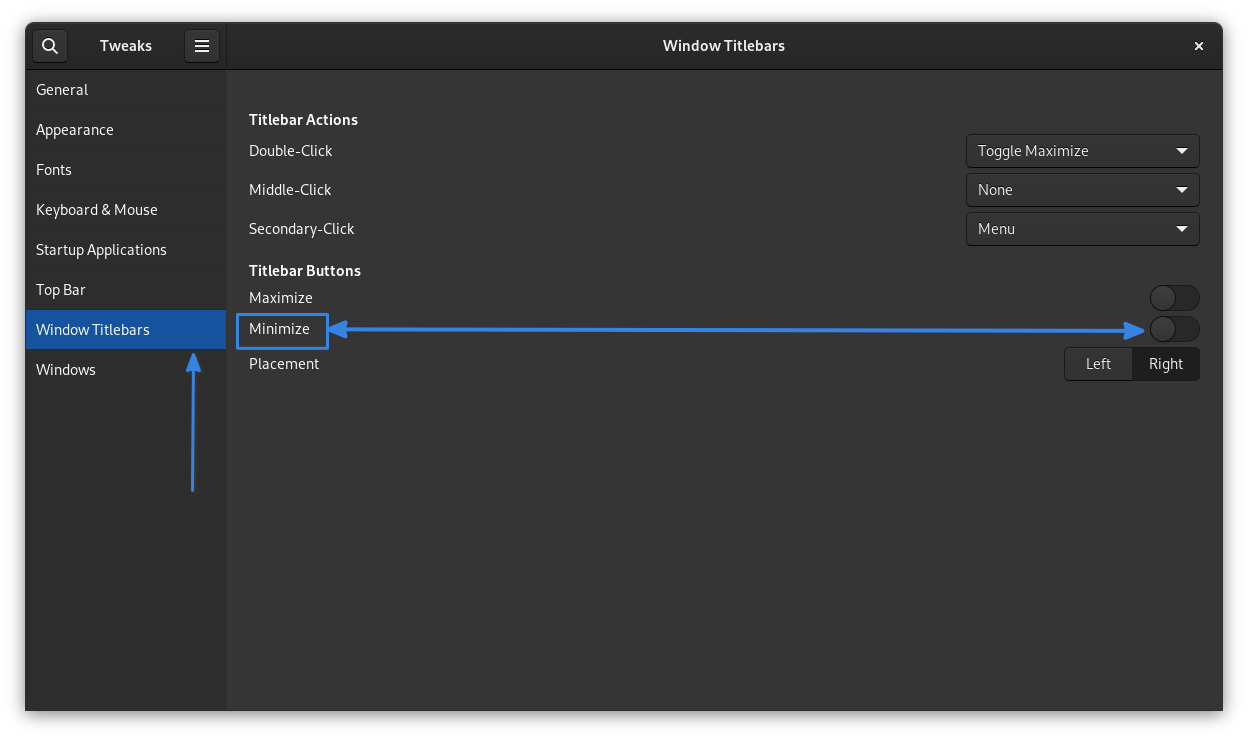 Tweaks
Window Titlebars
General
Appearance
Fonts
Keyboard & Mouse
Startup Applications
Top Bar
Window Titlebars
Windows
Titlebar Actions
Double-Click Toggle Maximize
Middle-Click None
Secondary-Click Menu
Titlebar Buttons
Maximize
Minimize
Placement Left Right